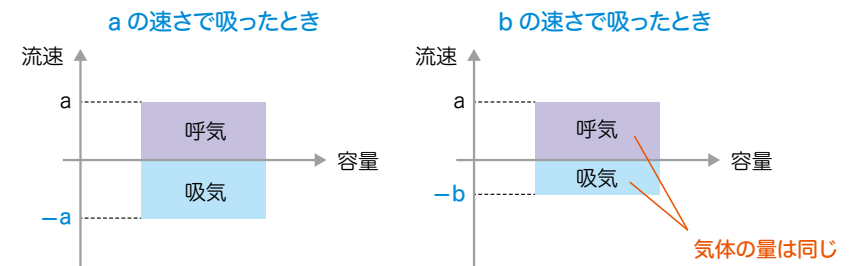 aの速さで吸ったとき
流速
a
呼気
容量
吸気
−a
bの速さで吸ったとき
流速
a
呼気
容量
吸気
−b
気体の量は同じ